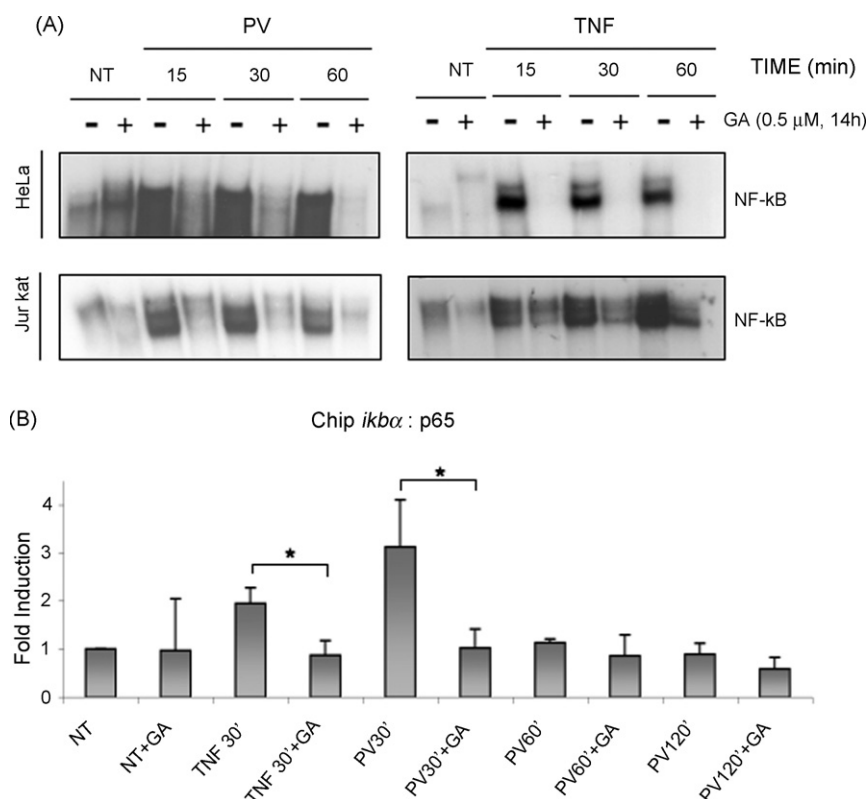 (A)
PV TNF
NT 15 30 60 NT 15 30 60 TIME (min)
- + - + - + - + - + - + - + - + GA (0.5 μM, 14h)
HeLa NF-kB
Jur kat NF-kB
(B)
Chip ikbα : p65
Fold Induction
4
3
2
1
0
* *
NT NT+GA TNF 30' TNF 30'+GA PV30' PV30'+GA PV60' PV60'+GA PV120' PV120'+GA